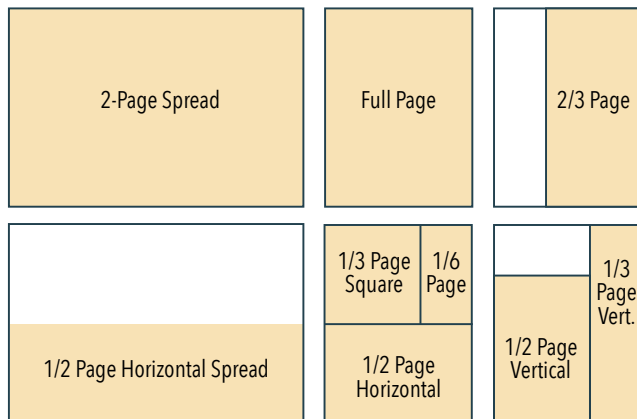 2-Page Spread
Full Page
2/3 Page
1/2 Page Horizontal Spread
1/3 Page
Square
1/6
Page
1/2 Page
Horizontal
1/2 Page
Vertical
1/3
Page
Vert.